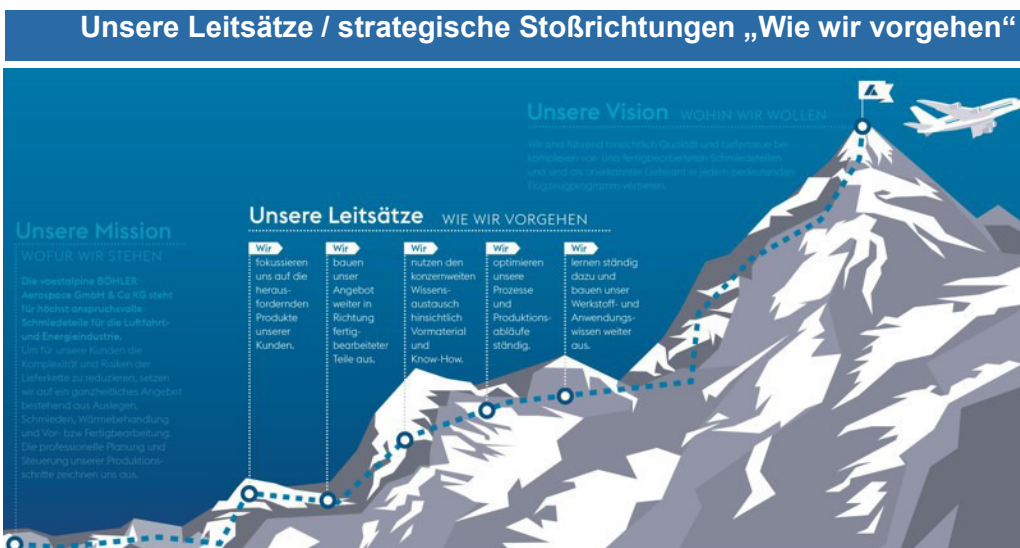 Unsere Leitsätze / strategische Stoßrichtungen „Wie wir vorgehen“
Unsere Vision WOHIN WIR WOLLEN
Wir sind führend hinsichtlich Qualität und Liefertreue bei
komplexen vor- und fertigbearbeiteten Schmiedeteilen
und sind als anerkannter Lieferant in jedem bedeutenden
Flugzeugprogramm vertreten.
Unsere Leitsätze WIE WIR VORGEHEN
Wir
fokussieren
uns auf die
heraus-
fordernden
Produkte
unserer
Kunden.
Wir
bauen
unser
Angebot
weiter in
Richtung
fertig-
bearbeiteter
Teile aus.
Wir
nutzen den
konzernweiten
Wissens-
austausch
hinsichtlich
Vormaterial
und
Know-How.
Wir
optimieren
unsere
Prozesse
und
Produktions-
abläufe
ständig.
Wir
lernen ständig
dazu und
bauen unser
Werkstoff- und
Anwendungs-
wissen weiter
aus.
Unsere Mission
WOFÜR WIR STEHEN
Die voestalpine BÖHLER
Aerospace GmbH & Co KG steht
für höchst anspruchsvolle
Schmiedeteile für die Luftfahrt-
und Energieindustrie.
Um für unsere Kunden die
Komplexität und Risiken der
Lieferkette zu reduzieren, setzen
wir auf ein ganzheitliches Angebot
bestehend aus Auslegen,
Schmieden, Wärmebehandlung
und Vor- bzw Fertigbearbeitung.
Die professionelle Planung und
Steuerung unserer Produktions-
schritte zeichnen uns aus.